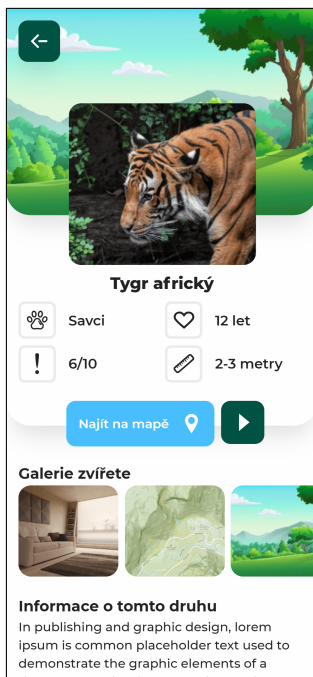 Tygr africký
Savci
12 let
6/10
2-3 metry
Najít na mapě
Galerie zvířete
Informace o tomto druhu
In publishing and graphic design, lorem
ipsum is common placeholder text used to
demonstrate the graphic elements of a